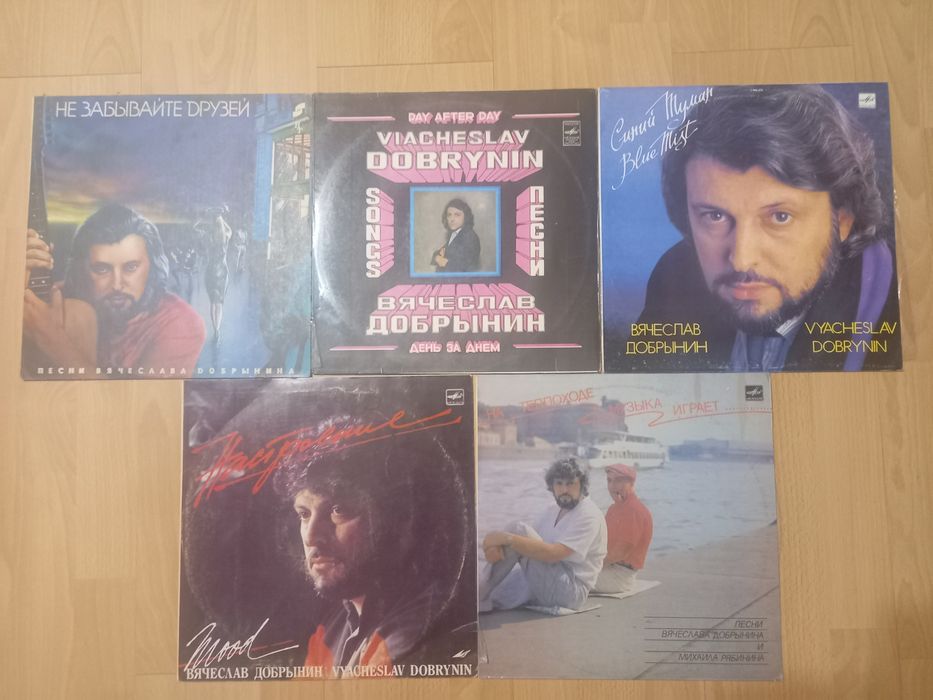 НЕ ЗАБЫВАЙТЕ ДРУЗЕЙ
ПЕСНИ ВЯЧЕСЛАВА ДОБРЫНИНА
DAY AFTER DAY
VIACHESLAV
DOBRYNIN
SONGS
ПЕСНИ
ВЯЧЕСЛАВ
ДОБРЫНИН
ДЕНЬ ЗА ДНЕМ
Синий Туман
Blue Mist
ВЯЧЕСЛАВ
ДОБРЫНИН
VYACHESLAV
DOBRYNIN
Настроение
Mood
ВЯЧЕСЛАВ ДОБРЫНИН VYACHESLAV DOBRYNIN
НА ТЕПЛОХОДЕ
МУЗЫКА ИГРАЕТ
ПЕСНИ
ВЯЧЕСЛАВА ДОБРЫНИНА
И
МИХАИЛА РЯБИНИНА